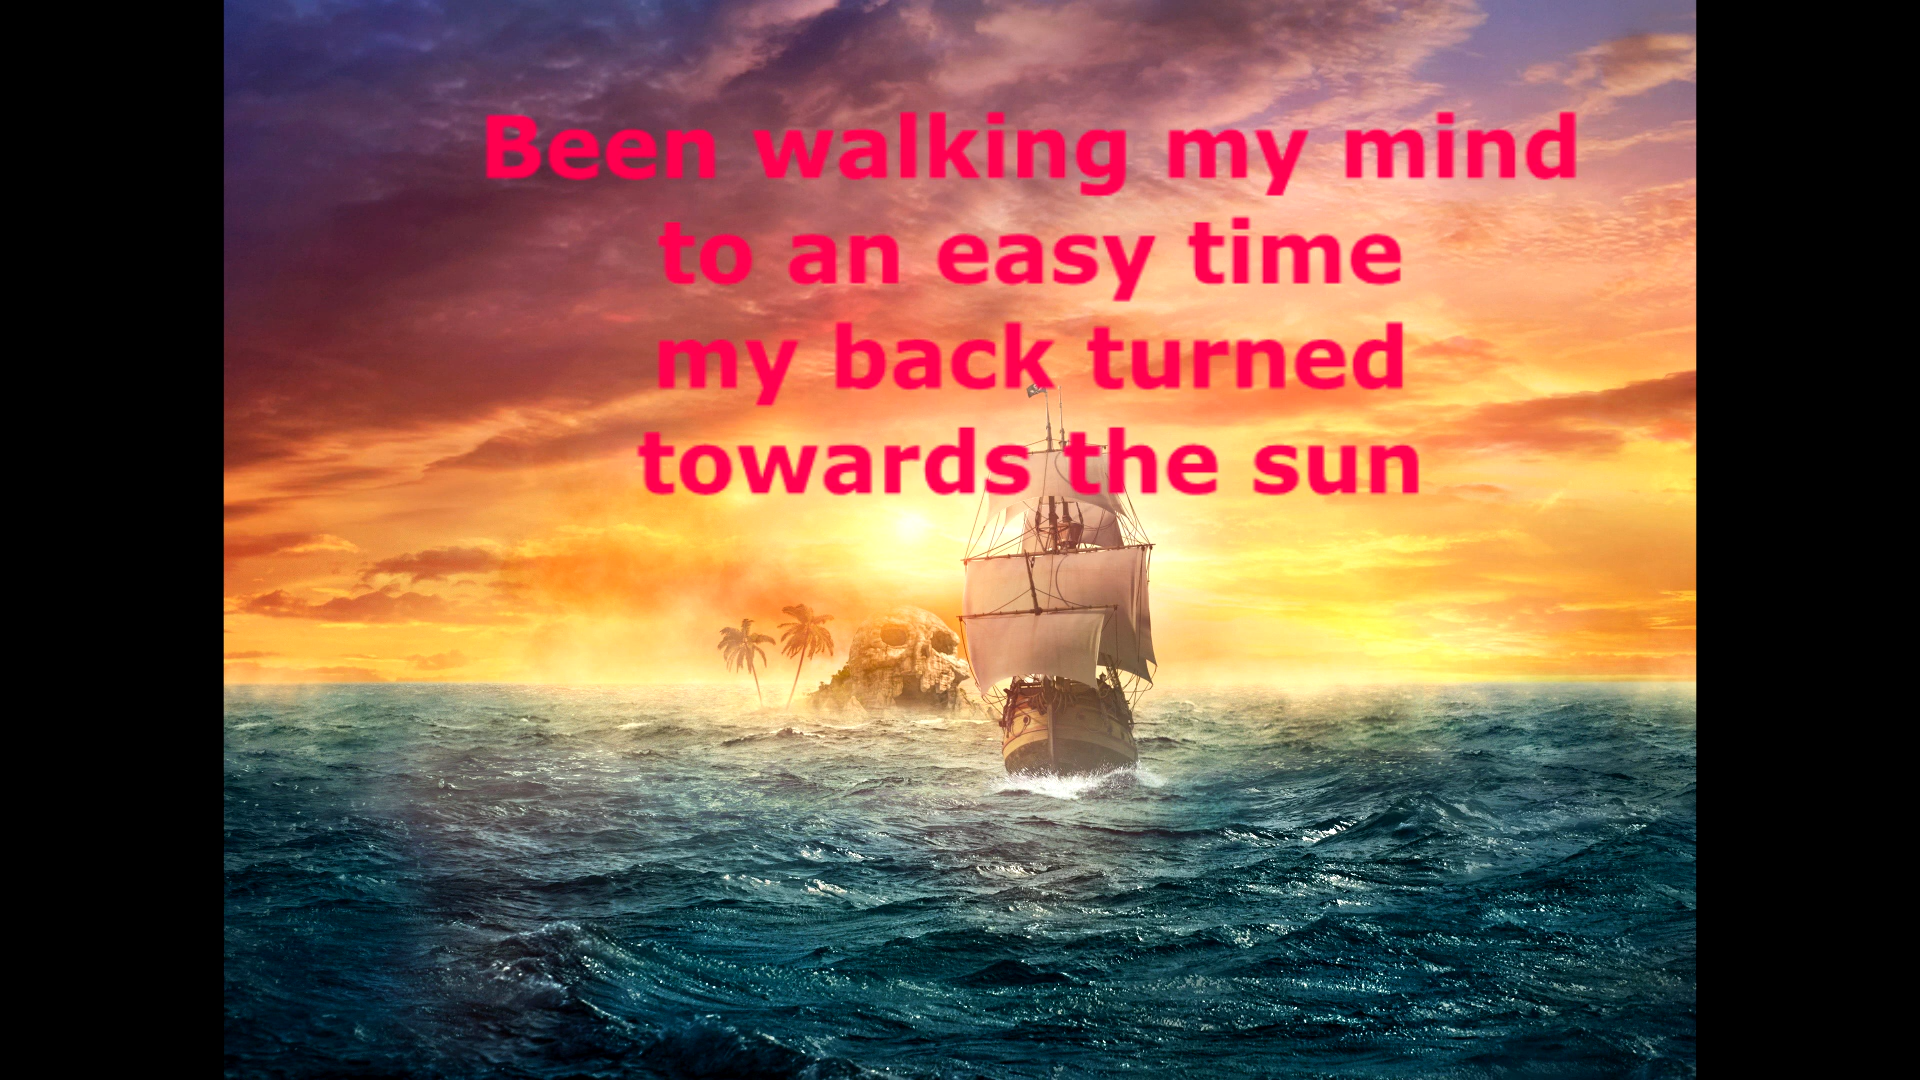 Been walking my mind
to an easy time
my back turned
towards the sun